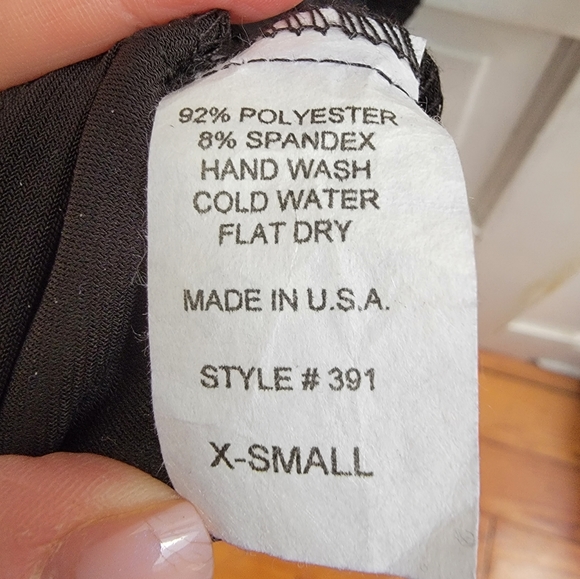 92% POLYESTER
8% SPANDEX
HAND WASH
COLD WATER
FLAT DRY
MADE IN U.S.A.
STYLE # 391
X-SMALL